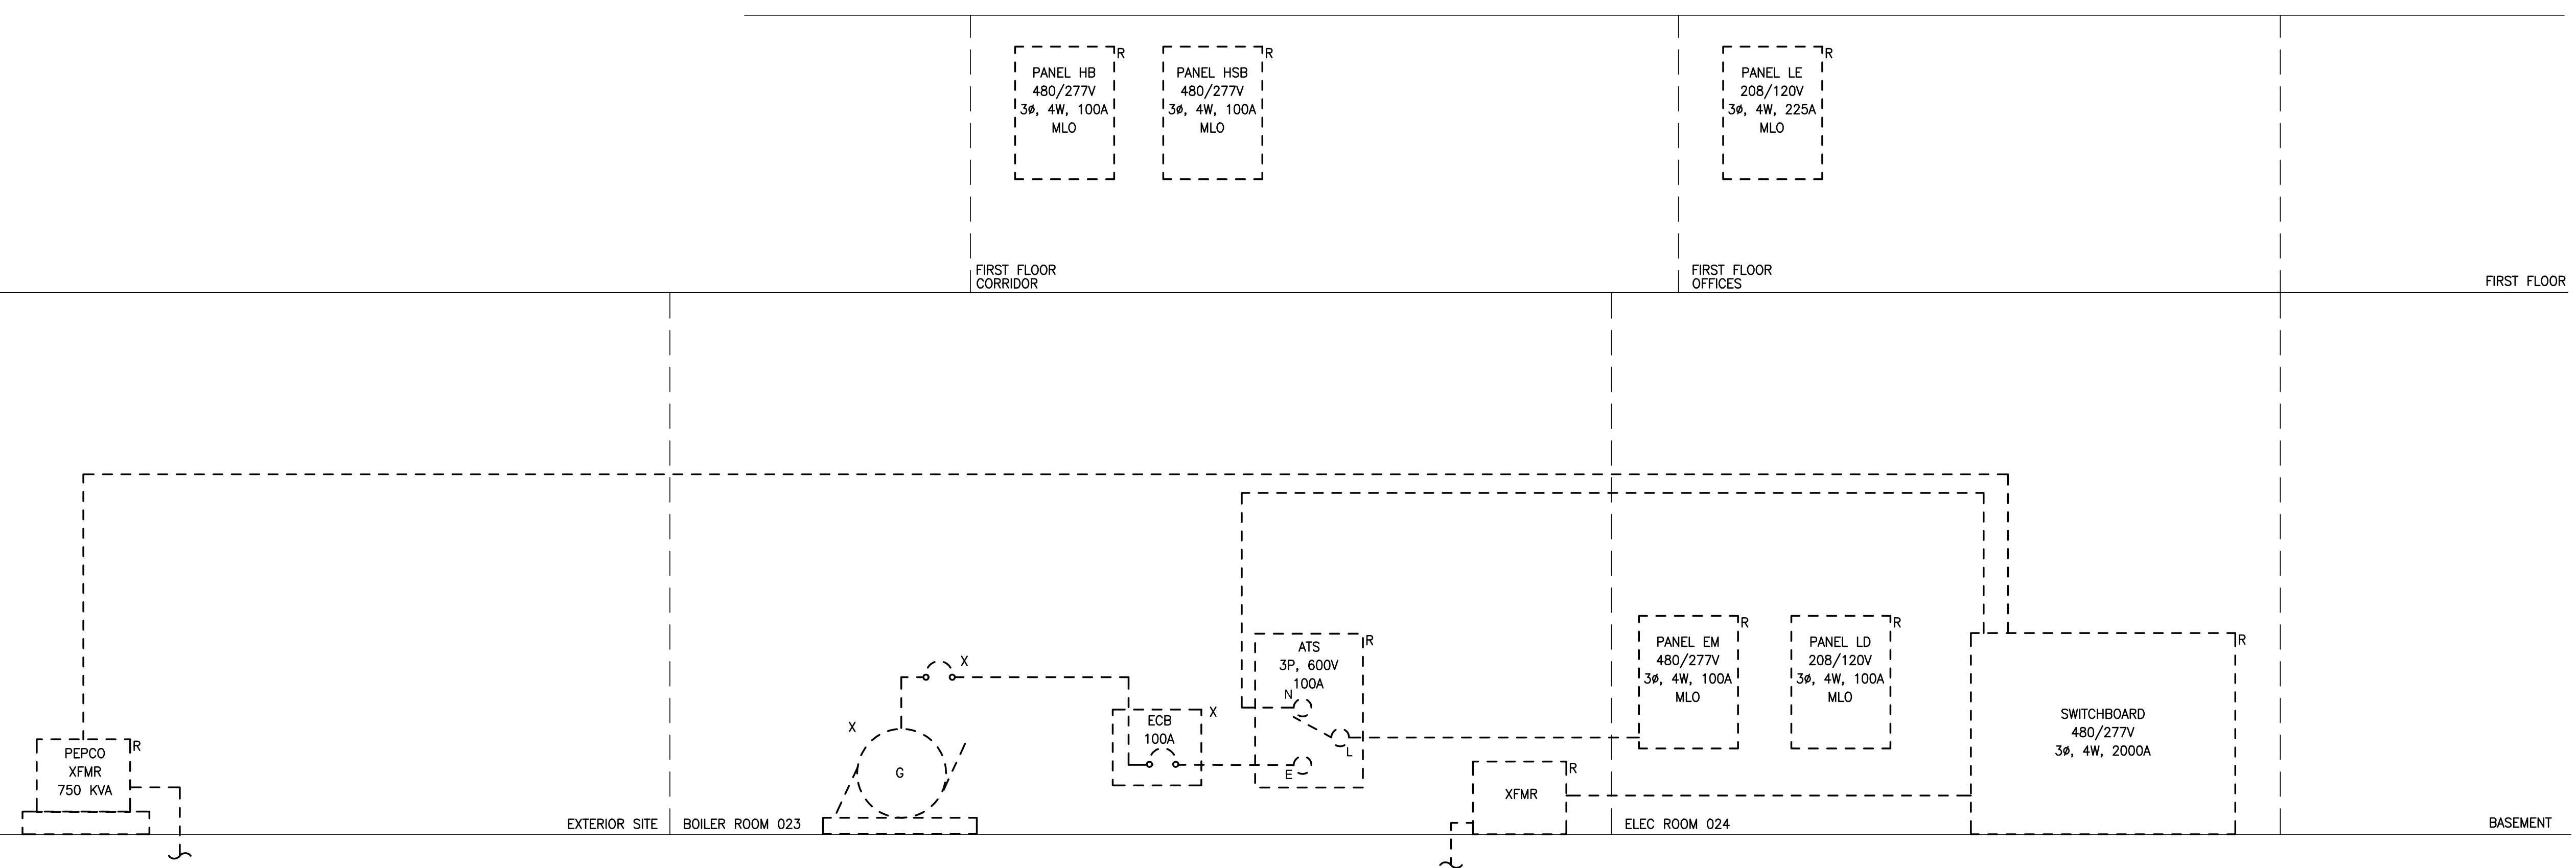 PANEL HB
480/277V
3ø, 4W, 100A
MLO
R
PANEL HSB
480/277V
3ø, 4W, 100A
MLO
R
PANEL LE
208/120V
3ø, 4W, 225A
MLO
R
FIRST FLOOR
CORRIDOR
FIRST FLOOR
OFFICES
FIRST FLOOR
PEPCO
XFMR
750 KVA
R
EXTERIOR SITE
BOILER ROOM 023
X
G
X
ECB
100A
X
ATS
3P, 600V
100A
R
N
L
E
XFMR
R
PANEL EM
480/277V
3ø, 4W, 100A
MLO
R
PANEL LD
208/120V
3ø, 4W, 100A
MLO
R
SWITCHBOARD
480/277V
3ø, 4W, 2000A
R
ELEC ROOM 024
BASEMENT